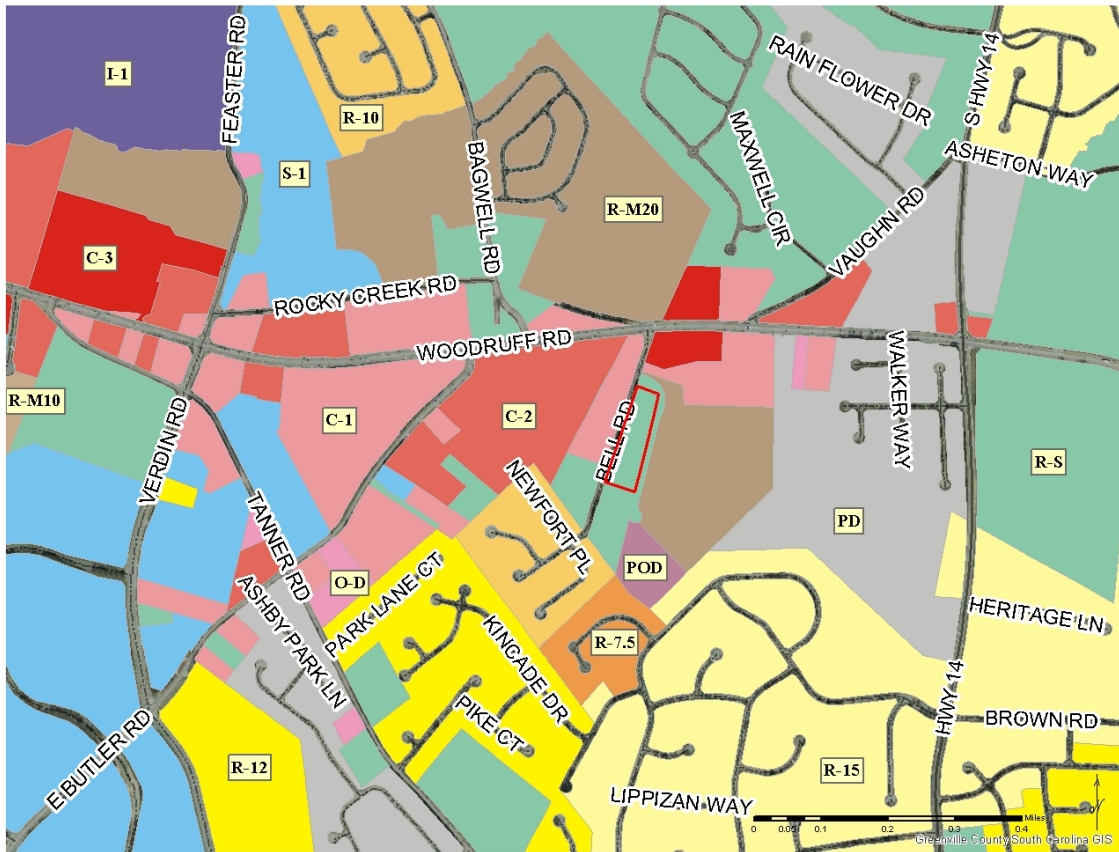 I-1
FEASTER RD
R-10
S-1
BAGWELL RD
R-M20
MAXWELL CIR
RAIN FLOWER DR
S HWY 14
ASHETON WAY
VAUGHN RD
C-3
ROCKY CREEK RD
WOODRUFF RD
R-M10
VERDIN RD
C-1
C-2
BELL RD
WALKER WAY
R-S
NEWFORT PL
TANNER RD
PD
POD
O-D
ASHBY PARK LN
PARK LANE CT
KINCADE DR
R-7.5
HERITAGE LN
HWY 14
PIKE CT
BROWN RD
E BUTLER RD
R-12
R-15
LIPPIZAN WAY
0 0.05 0.1 0.2 0.3 0.4
Miles
Greenville County South Carolina GIS